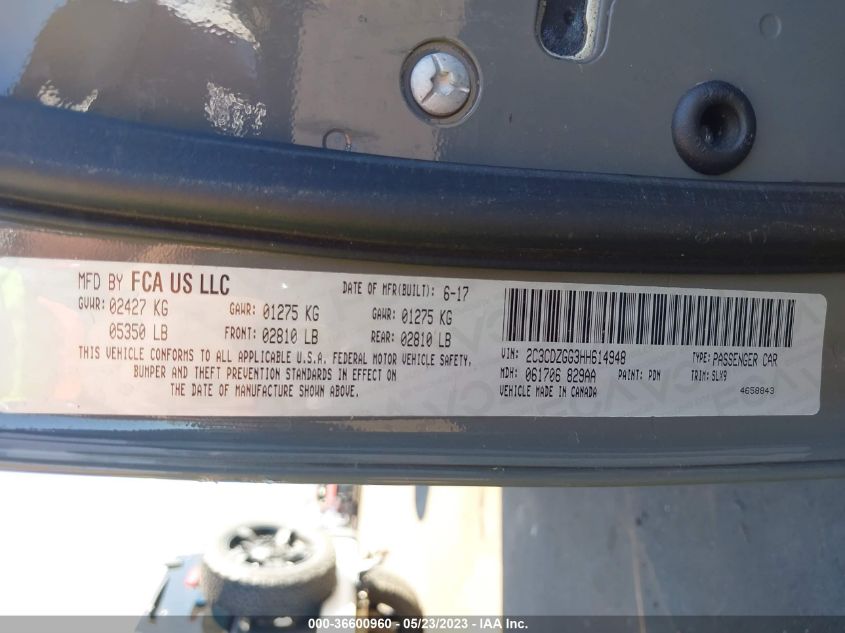 MFD BY FCA US LLC DATE OF MFR(BUILT): 6-17
GVWR: 02427 KG GAWR: 01275 KG GAWR: 01275 KG
05350 LB FRONT: 02810 LB REAR: 02810 LB
THIS VEHICLE CONFORMS TO ALL APPLICABLE U.S.A. FEDERAL MOTOR VEHICLE SAFETY,
BUMPER AND THEFT PREVENTION STANDARDS IN EFFECT ON
THE DATE OF MANUFACTURE SHOWN ABOVE.
VIN: 2C3CDZGG3HH614948 TYPE: PASSENGER CAR
MDH: 061706 829AA PAINT: PDN TRIM: SLX9
VEHICLE MADE IN CANADA 4658843
000-36600960 - 05/23/2023 - IAA Inc.